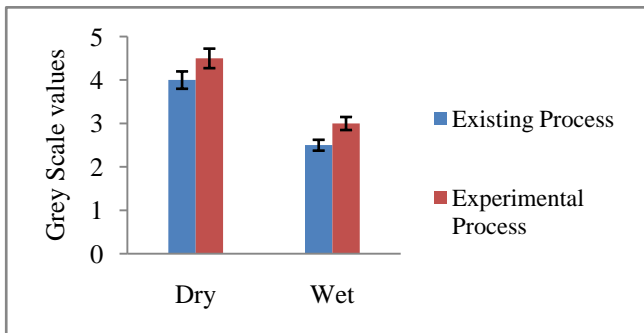 Grey Scale values
5
4
3
2
1
0
Dry Wet
Existing Process
Experimental
Process